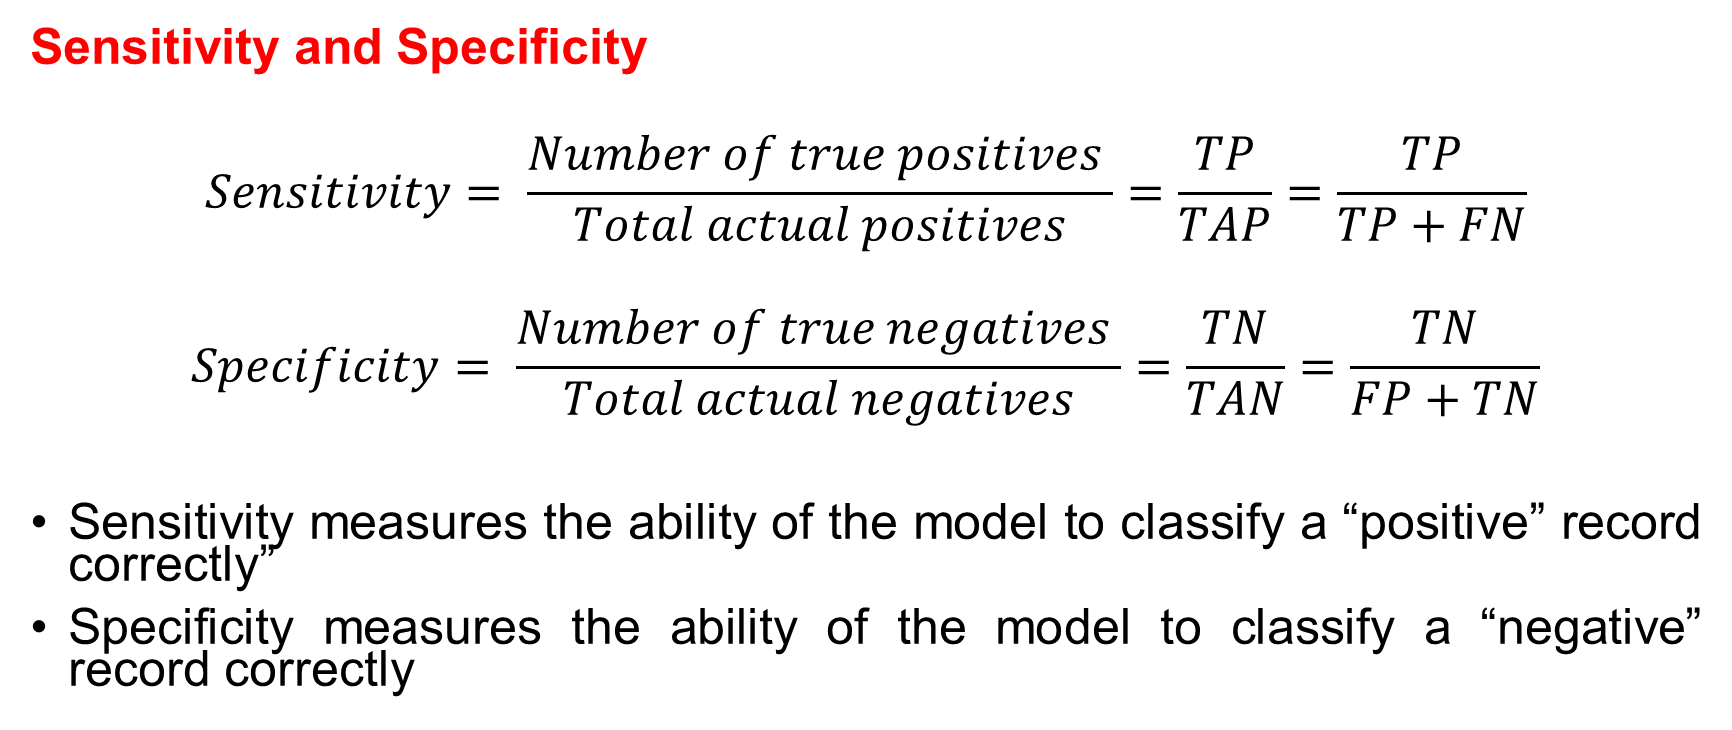 Sensitivity and Specificity
Sensitivity = Number of true positives / Total actual positives = TP / TAP = TP / TP + FN
Specificity = Number of true negatives / Total actual negatives = TN / TAN = TN / FP + TN
• Sensitivity measures the ability of the model to classify a “positive” record
correctly”
• Specificity measures the ability of the model to classify a “negative”
record correctly